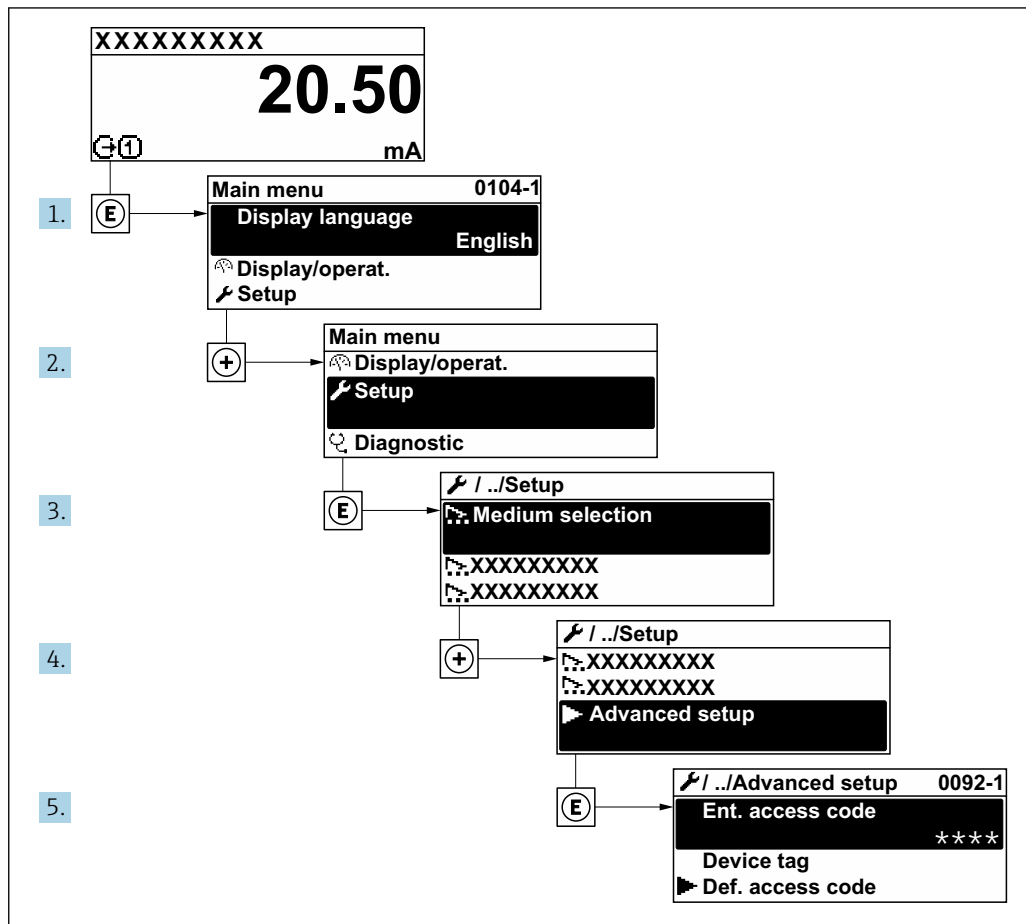 XXXXXXXXX
20.50
1 mA
Main menu 0104-1
1. E
Display language
English
Display/operat.
Setup
Main menu
2. +
Display/operat.
Setup
Diagnostic
/ ../Setup
3. E
Medium selection
XXXXXXXXX
XXXXXXXXX
/ ../Setup
4. +
XXXXXXXXX
XXXXXXXXX
Advanced setup
/ ../Advanced setup 0092-1
5. E
Ent. access code
****
Device tag
Def. access code